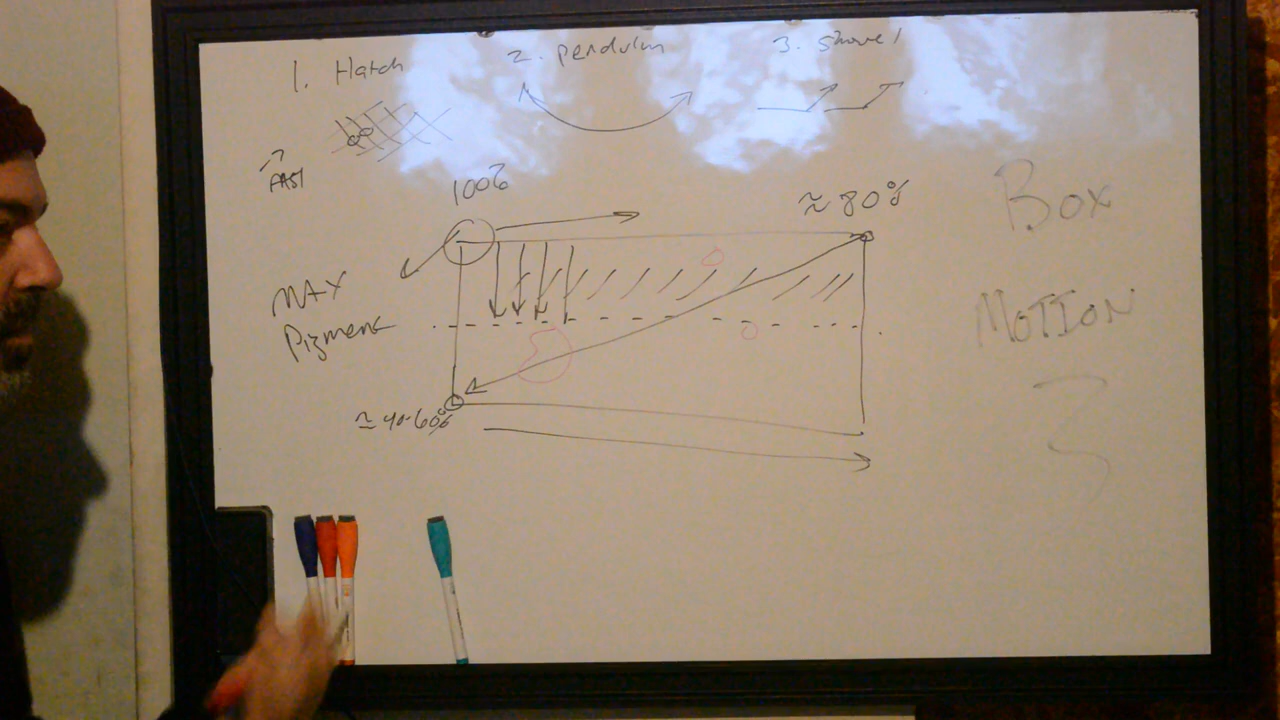 1. Hatch
2. pendulum
3. shovel
FAST
100%
≈ 80%
Box
MOTION
MAX
Pigment
≈ 40-60%